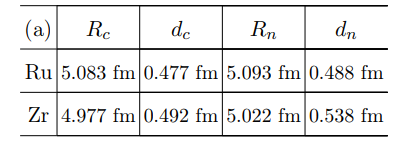 (a) R_c d_c R_n d_n
Ru 5.083 fm 0.477 fm 5.093 fm 0.488 fm
Zr 4.977 fm 0.492 fm 5.022 fm 0.538 fm